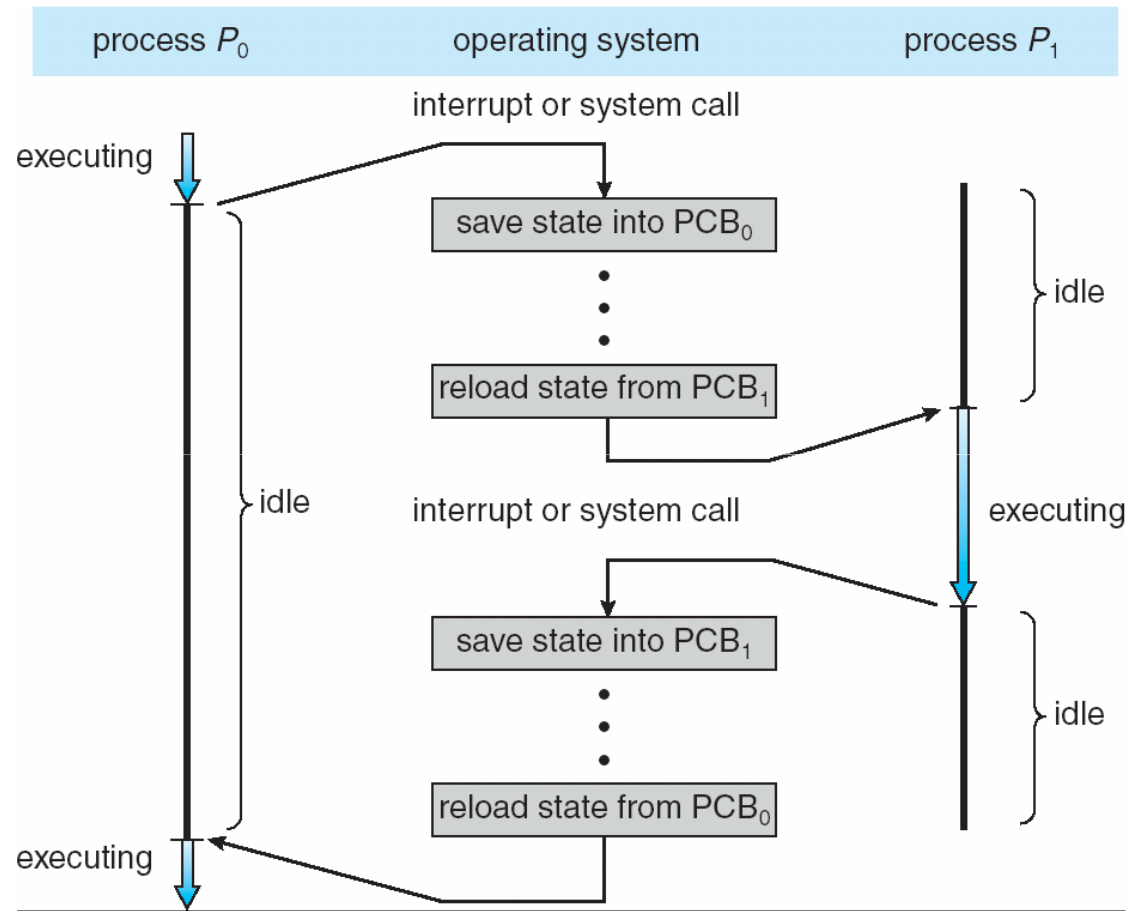 process P₀
operating system
process P₁
interrupt or system call
executing
save state into PCB₀
idle
reload state from PCB₁
idle
interrupt or system call
executing
save state into PCB₁
idle
reload state from PCB₀
executing